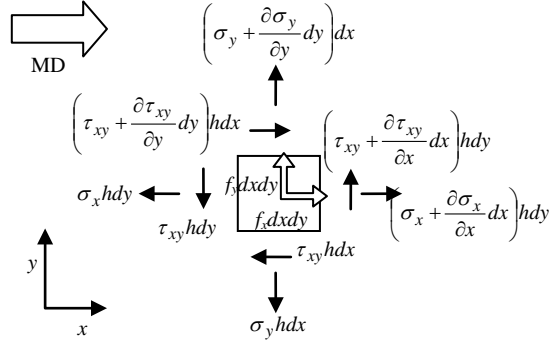 (σ_y + ∂σ_y/∂y dy)dx
MD
(τ_xy + ∂τ_xy/∂y dy)hdx
(τ_xy + ∂τ_xy/∂x dx)hdy
f_ydxdy
σ_xhdy
(σ_x + ∂σ_x/∂x dx)hdy
f_xdxdy
τ_xyhdy
τ_xyhdx
y
x
σ_yhdx